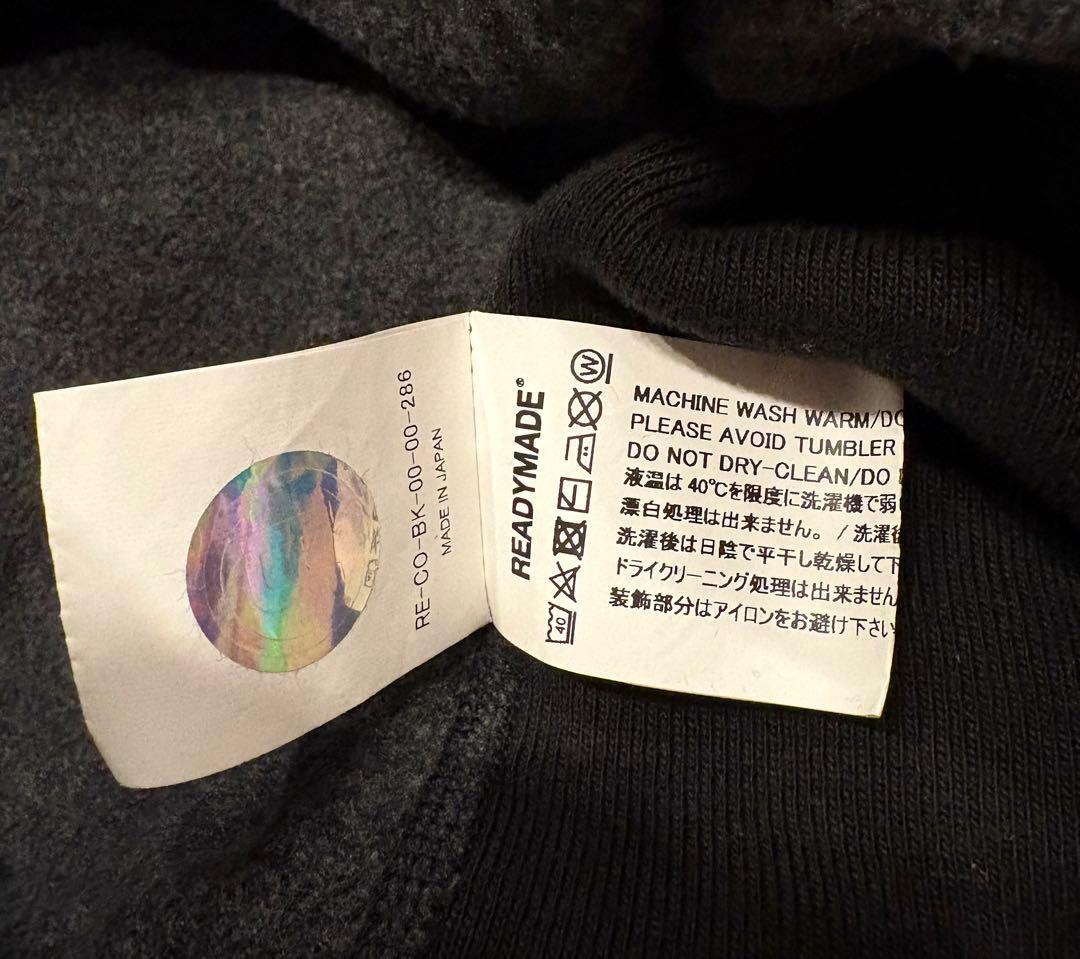 RE-CO-BK-00-00-286
MADE IN JAPAN
READYMADE®
W
40
MACHINE WASH WARM/DO
PLEASE AVOID TUMBLER
DO NOT DRY-CLEAN/DO
液温は40℃を限度に洗濯機で弱
漂白処理は出来ません。/洗濯後
洗濯後は日陰で平干し乾燥して下
ドライクリーニング処理は出来ません
装飾部分はアイロンをお避け下さい